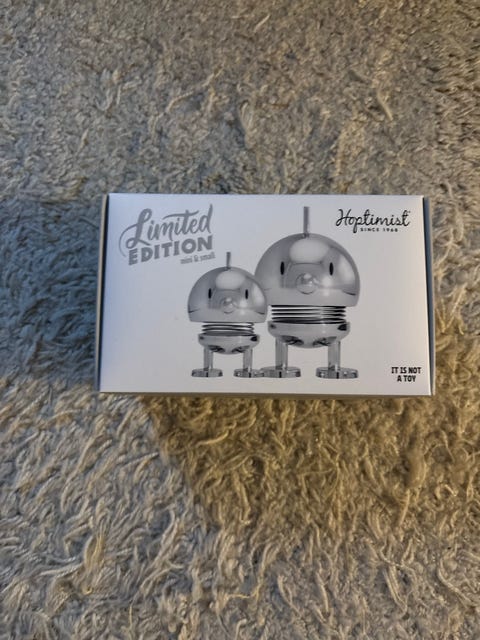 Limited
EDITION
mini & small
Hoptimist
SINCE 1968
IT IS NOT
A TOY